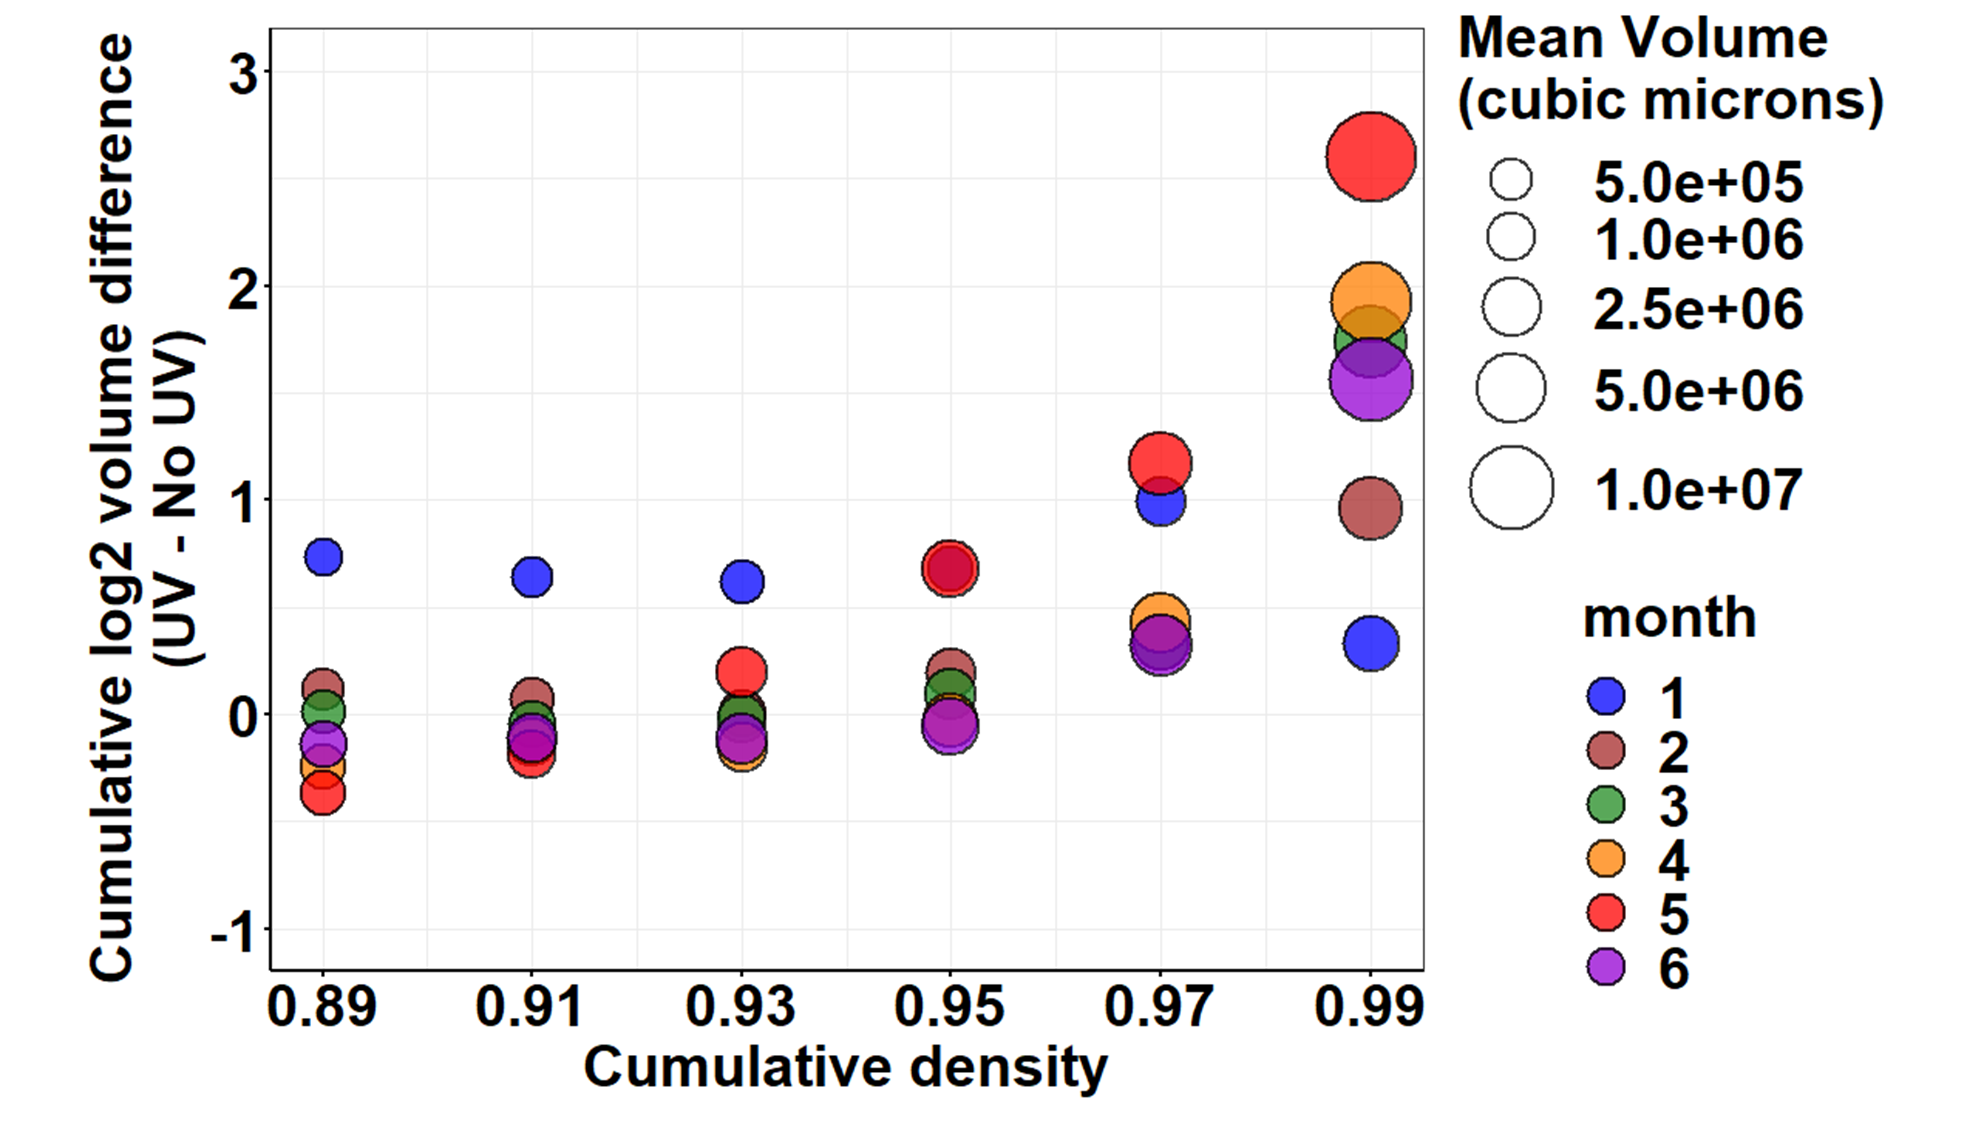 Cumulative log2 volume difference
(UV - No UV)
3
2
1
0
-1
0.89 0.91 0.93 0.95 0.97 0.99
Cumulative density
Mean Volume
(cubic microns)
5.0e+05
1.0e+06
2.5e+06
5.0e+06
1.0e+07
month
1
2
3
4
5
6